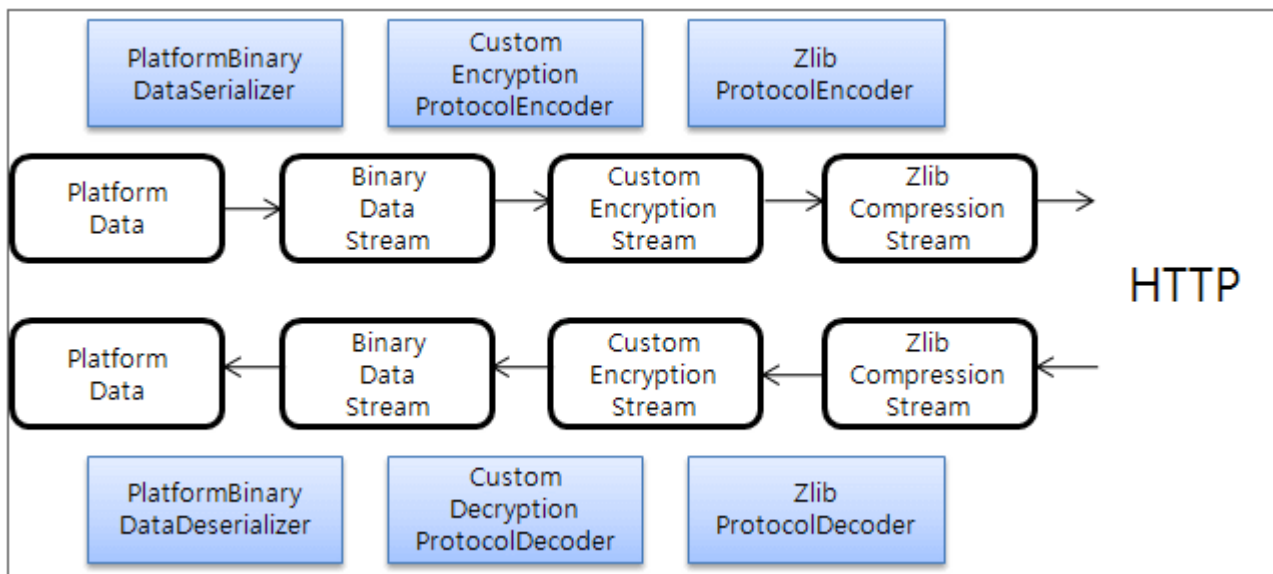 PlatformBinary
DataSerializer
Custom
Encryption
ProtocolEncoder
Zlib
ProtocolEncoder
Platform
Data
Binary
Data
Stream
Custom
Encryption
Stream
Zlib
Compression
Stream
HTTP
Platform
Data
Binary
Data
Stream
Custom
Encryption
Stream
Zlib
Compression
Stream
PlatformBinary
DataDeserializer
Custom
Decryption
ProtocolDecoder
Zlib
ProtocolDecoder